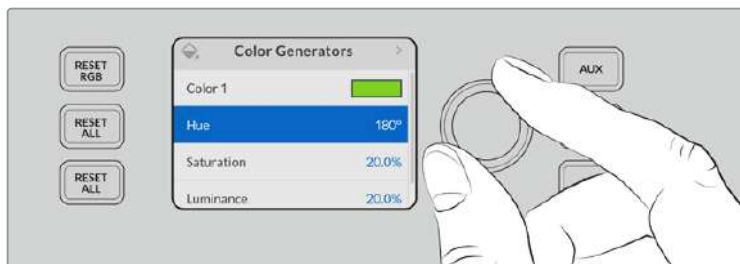 RESET
RGB
RESET
ALL
RESET
ALL
Color Generators
Color 1
Hue 180°
Saturation 20.0%
Luminance 20.0%
AUX